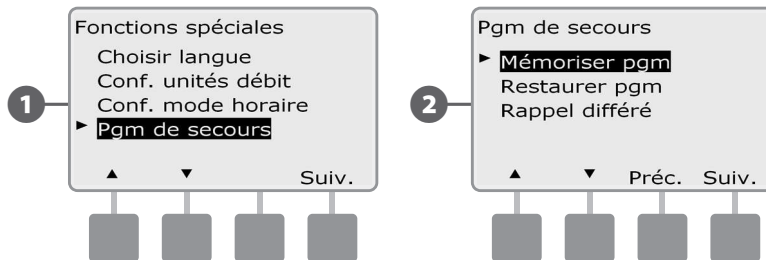 1
Fonctions spéciales
Choisir langue
Conf. unités débit
Conf. mode horaire
► Pgm de secours
▲ ▼ Suiv.
2
Pgm de secours
► Mémoriser pgm
Restaurer pgm
Rappel différé
▲ ▼ Préc. Suiv.